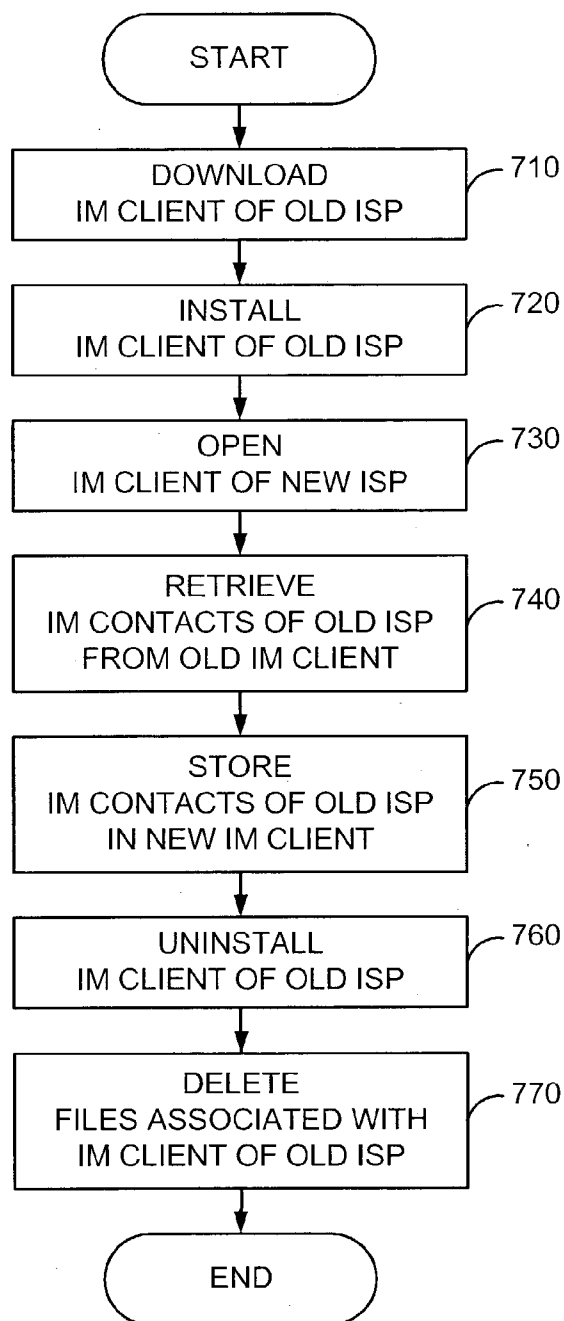 START
DOWNLOAD
IM CLIENT OF OLD ISP
710
INSTALL
IM CLIENT OF OLD ISP
720
OPEN
IM CLIENT OF NEW ISP
730
RETRIEVE
IM CONTACTS OF OLD ISP
FROM OLD IM CLIENT
740
STORE
IM CONTACTS OF OLD ISP
IN NEW IM CLIENT
750
UNINSTALL
IM CLIENT OF OLD ISP
760
DELETE
FILES ASSOCIATED WITH
IM CLIENT OF OLD ISP
770
END